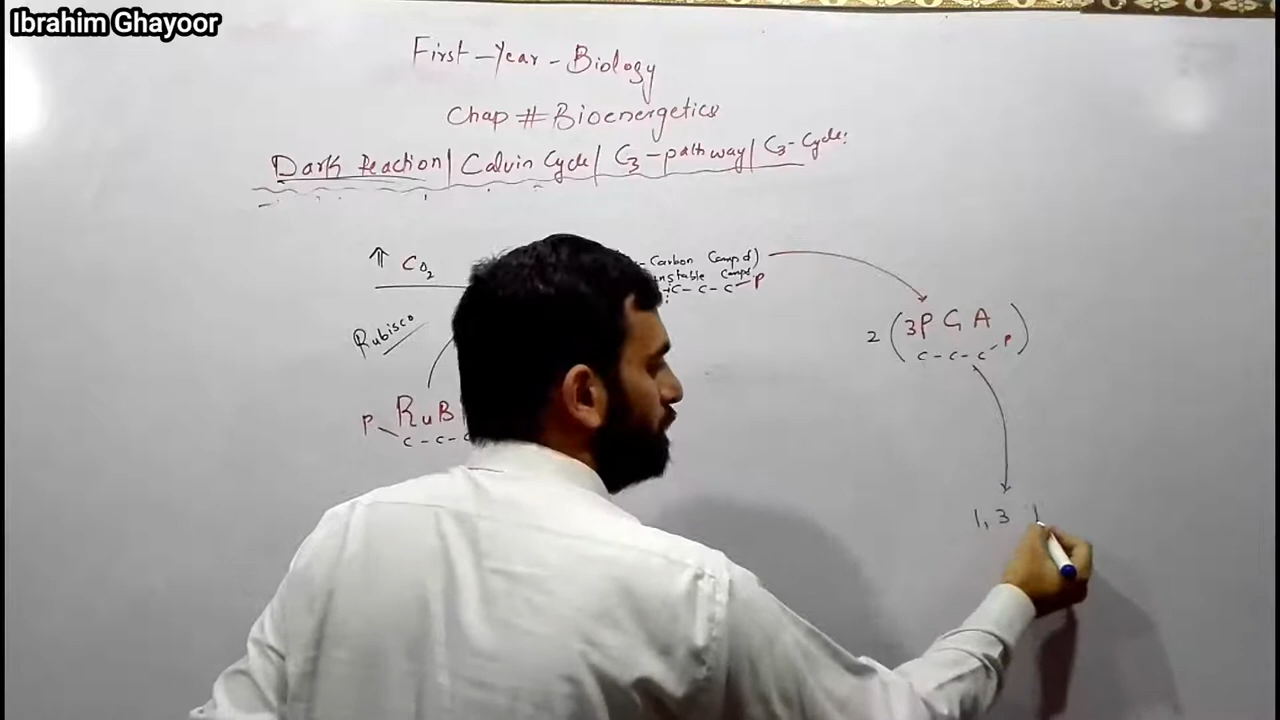 Ibrahim Ghayoor
First-Year-Biology
Chap # Bioenergetics
Dark Reaction / Calvin Cycle / C3-pathway / C3-Cycle:
⇑ CO2
Carbon Compd)
Compd.
C- C- C- P
Rubisco
2 (3PGA)
C-C-C-P
P RuB
C-C-C
1,3